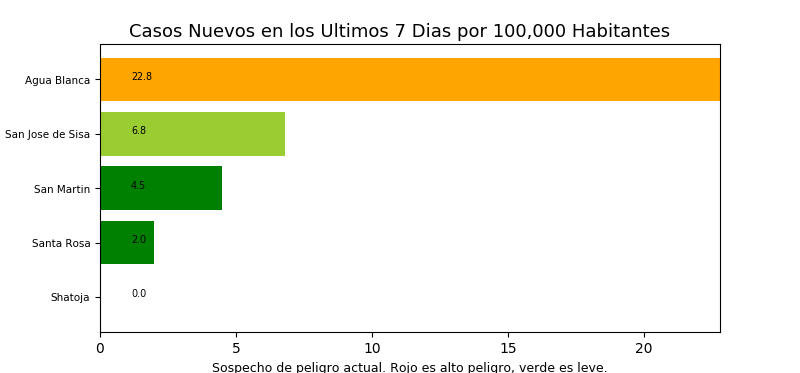 Casos Nuevos en los Ultimos 7 Dias por 100,000 Habitantes
Agua Blanca 22.8
San Jose de Sisa 6.8
San Martin 4.5
Santa Rosa 2.0
Shatoja 0.0
0 5 10 15 20
Sospecho de peligro actual. Rojo es alto peligro, verde es leve.